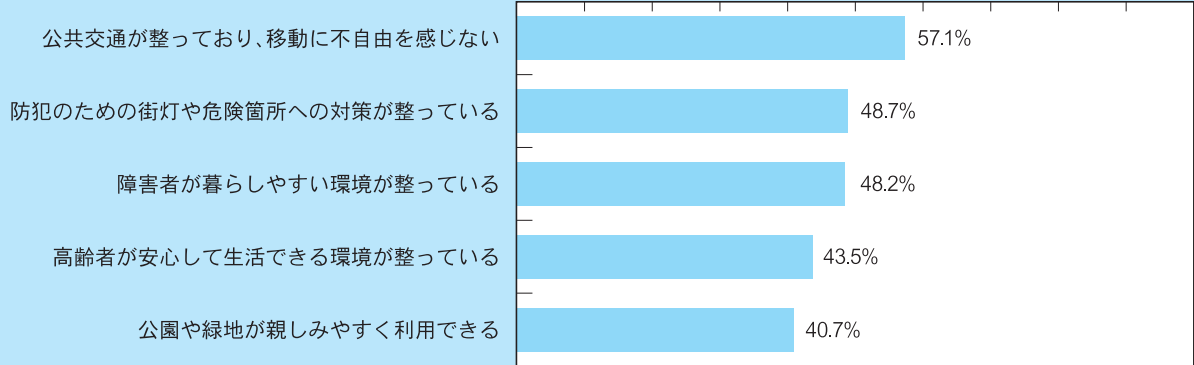 公共交通が整っており、移動に不自由を感じない 57.1%
防犯のための街灯や危険箇所への対策が整っている 48.7%
障害者が暮らしやすい環境が整っている 48.2%
高齢者が安心して生活できる環境が整っている 43.5%
公園や緑地が親しみやすく利用できる 40.7%